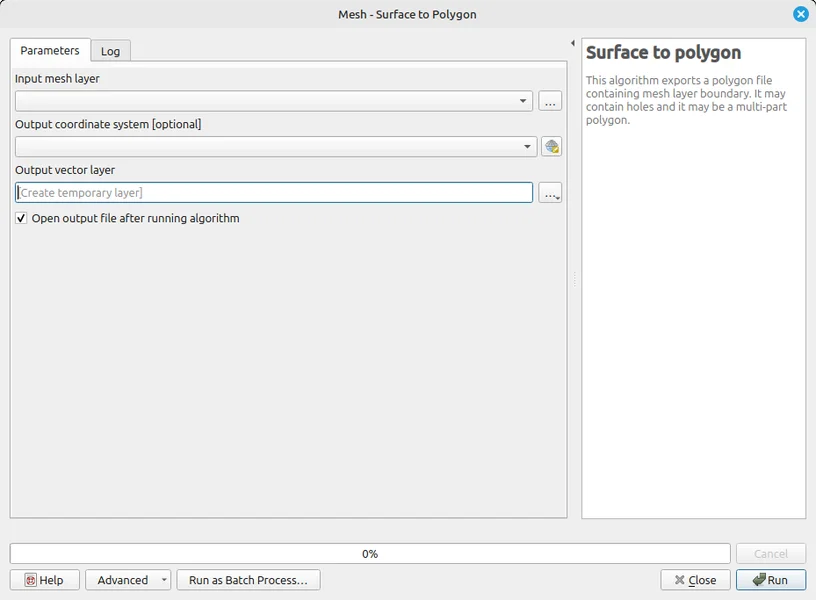 Mesh - Surface to Polygon
Parameters
Log
Input mesh layer
...
Output coordinate system [optional]
Output vector layer
[Create temporary layer]
...
Open output file after running algorithm
Surface to polygon
This algorithm exports a polygon file
containing mesh layer boundary. It may
contain holes and it may be a multi-part
polygon.
0%
Cancel
Help
Advanced
Run as Batch Process...
Close
Run